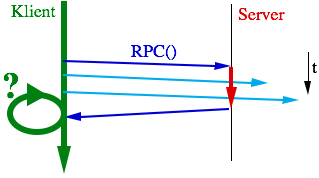 Klient
Server
RPC()
t
?